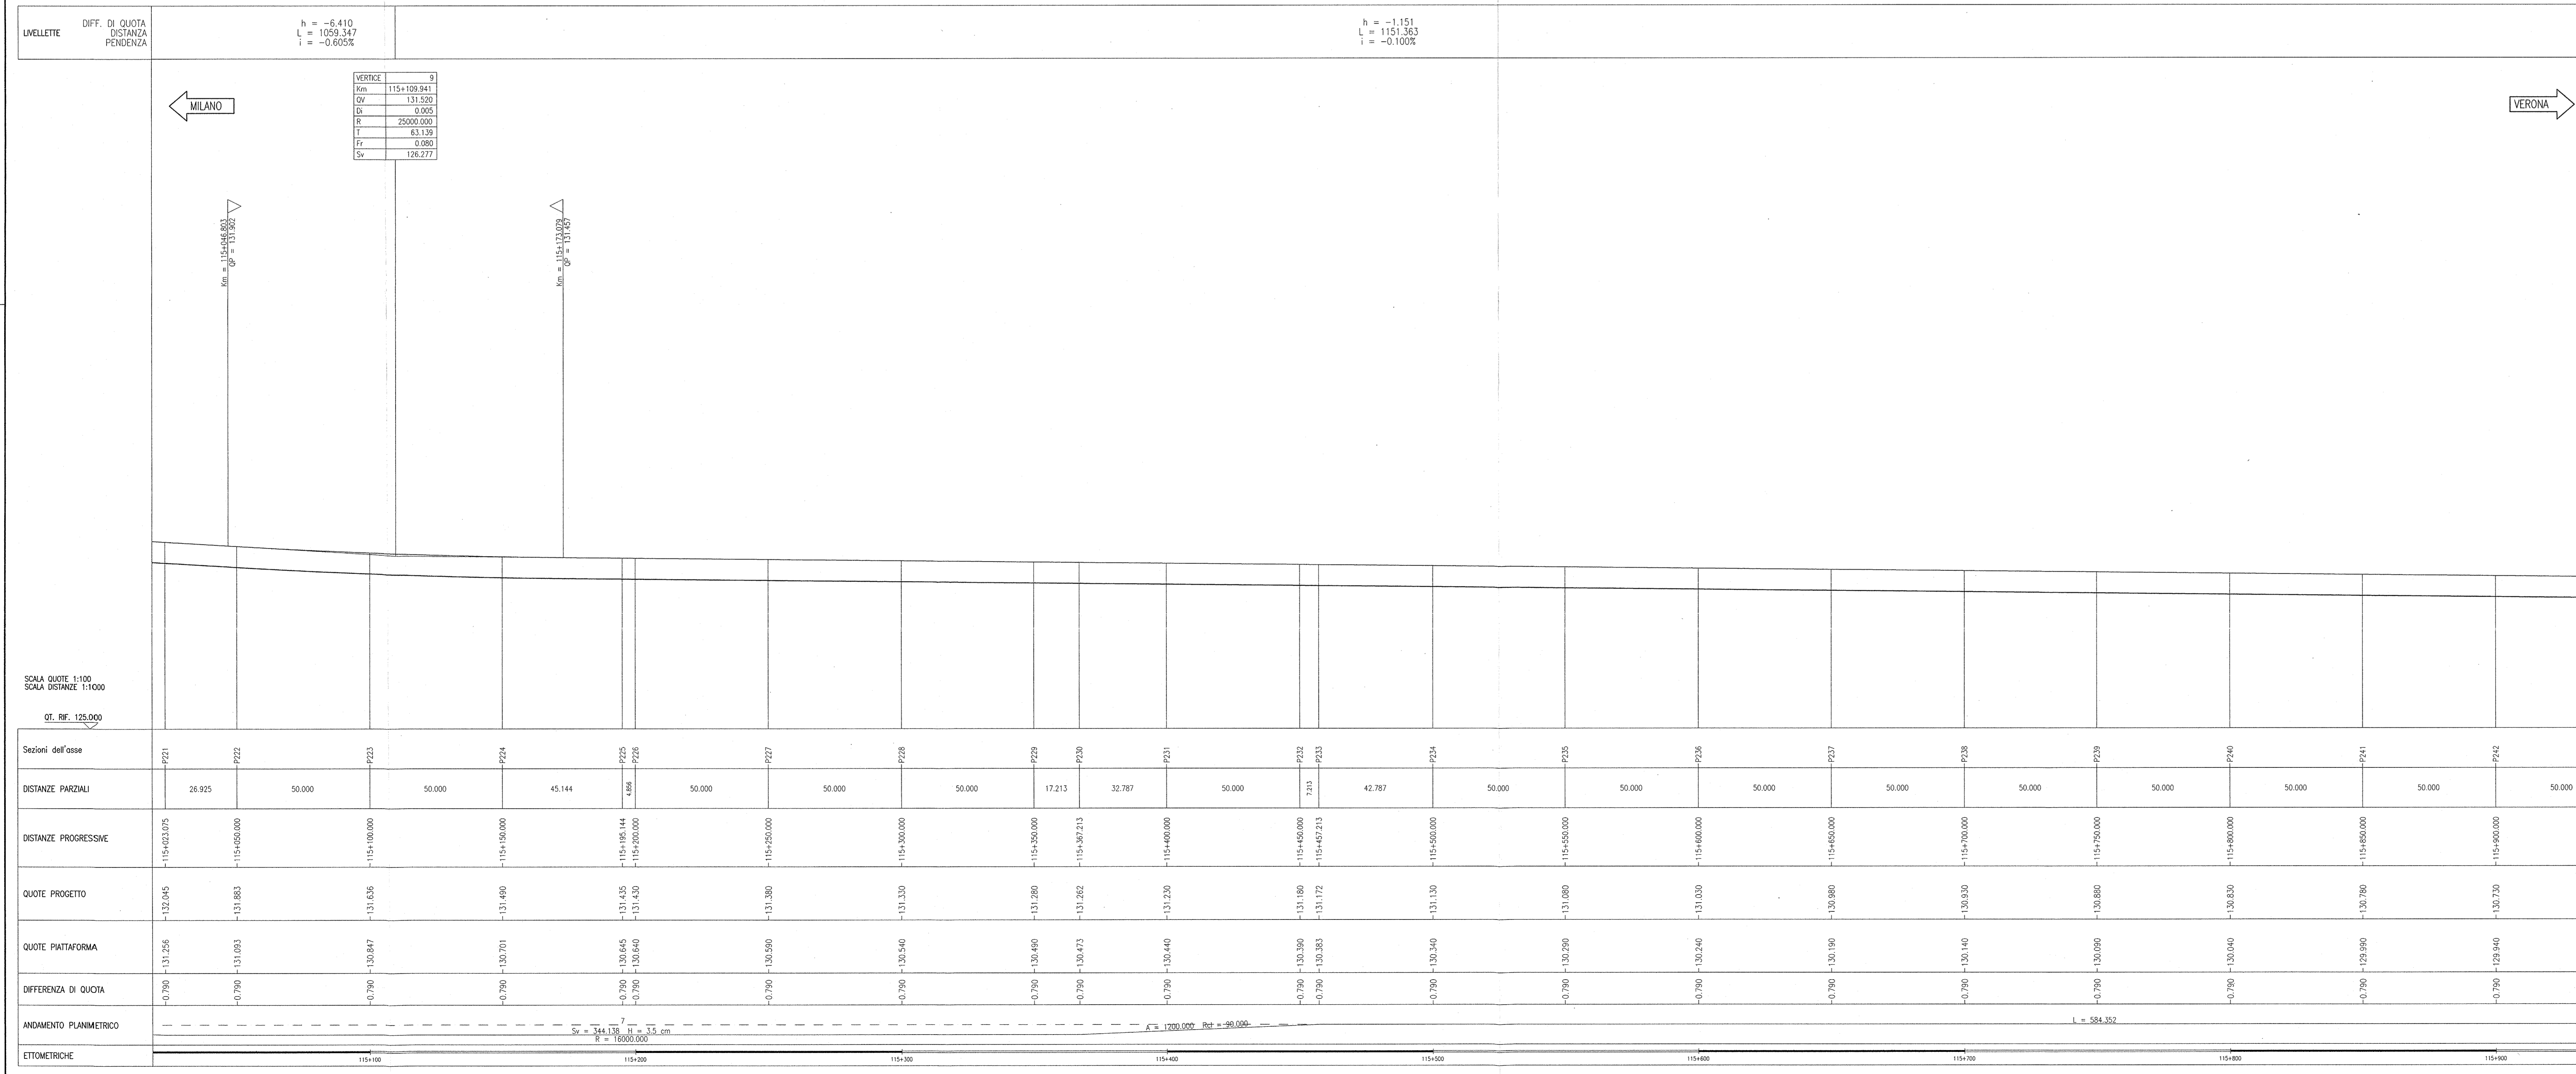 LIVELLETTE
DIFF. DI QUOTA
DISTANZA
PENDENZA
h = -6.410
L = 1059.347
i = -0.605%
h = -1.151
L = 1151.363
i = -0.100%
MILANO
VERONA
VERTICE 9
Km 115+109.941
QV 131.520
Di 0.005
R 25000.000
T 63.139
Fr 0.080
Sv 126.277
Km = 115+046.803
QP = 131.902
Km = 115+173.079
QP = 131.457
SCALA QUOTE 1:100
SCALA DISTANZE 1:1000
QT. RIF. 125.000
Sezioni dell'asse P221 P222 P223 P224 P225 P226 P227 P228 P229 P230 P231 P232 P233 P234 P235 P236 P237 P238 P239 P240 P241 P242
DISTANZE PARZIALI 26.925 50.000 50.000 45.144 4.856 50.000 50.000 50.000 17.213 32.787 50.000 7.213 42.787 50.000 50.000 50.000 50.000 50.000 50.000 50.000 50.000 50.000
DISTANZE PROGRESSIVE 115+023.075 115+050.000 115+100.000 115+150.000 115+195.144 115+200.000 115+250.000 115+300.000 115+350.000 115+367.213 115+400.000 115+450.000 115+457.213 115+500.000 115+550.000 115+600.000 115+650.000 115+700.000 115+750.000 115+800.000 115+850.000 115+900.000
QUOTE PROGETTO 132.045 131.883 131.636 131.490 131.435 131.430 131.380 131.330 131.280 131.262 131.230 131.180 131.172 131.130 131.080 131.030 130.980 130.930 130.880 130.830 130.780 130.730
QUOTE PIATTAFORMA 131.256 131.093 130.847 130.701 130.645 130.640 130.590 130.540 130.490 130.473 130.440 130.390 130.383 130.340 130.290 130.240 130.190 130.140 130.090 130.040 129.990 129.940
DIFFERENZA DI QUOTA 0.790 0.790 0.790 0.790 0.790 0.790 0.790 0.790 0.790 0.790 0.790 0.790 0.790 0.790 0.790 0.790 0.790 0.790 0.790 0.790 0.790 0.790
ANDAMENTO PLANIMETRICO
7
Sv = 344.138 H = 3.5 cm
R = 16000.000
A = 1200.000 Rcf = 90.000
L = 584.352
ETTOMETRICHE 115+100 115+200 115+300 115+400 115+500 115+600 115+700 115+800 115+900